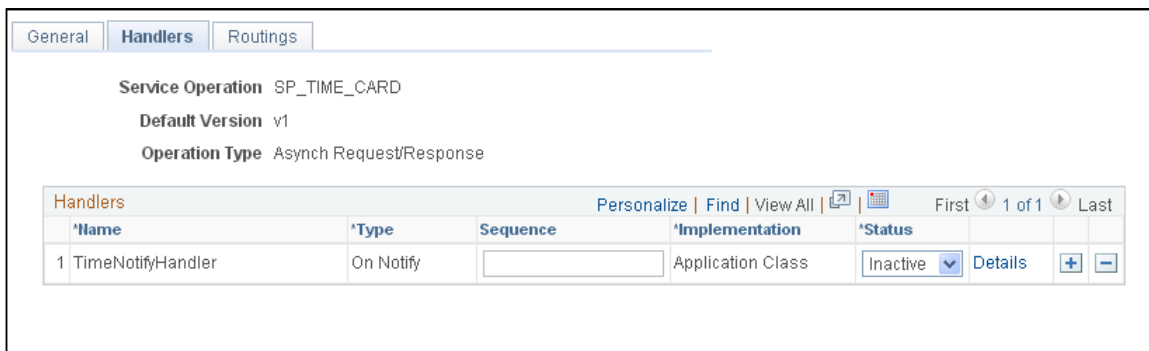 General Handlers Routings
Service Operation SP_TIME_CARD
Default Version v1
Operation Type Asynch Request/Response
Handlers Personalize | Find | View All | | First 1 of 1 Last
*Name *Type Sequence *Implementation *Status
1 TimeNotifyHandler On Notify Application Class Inactive Details